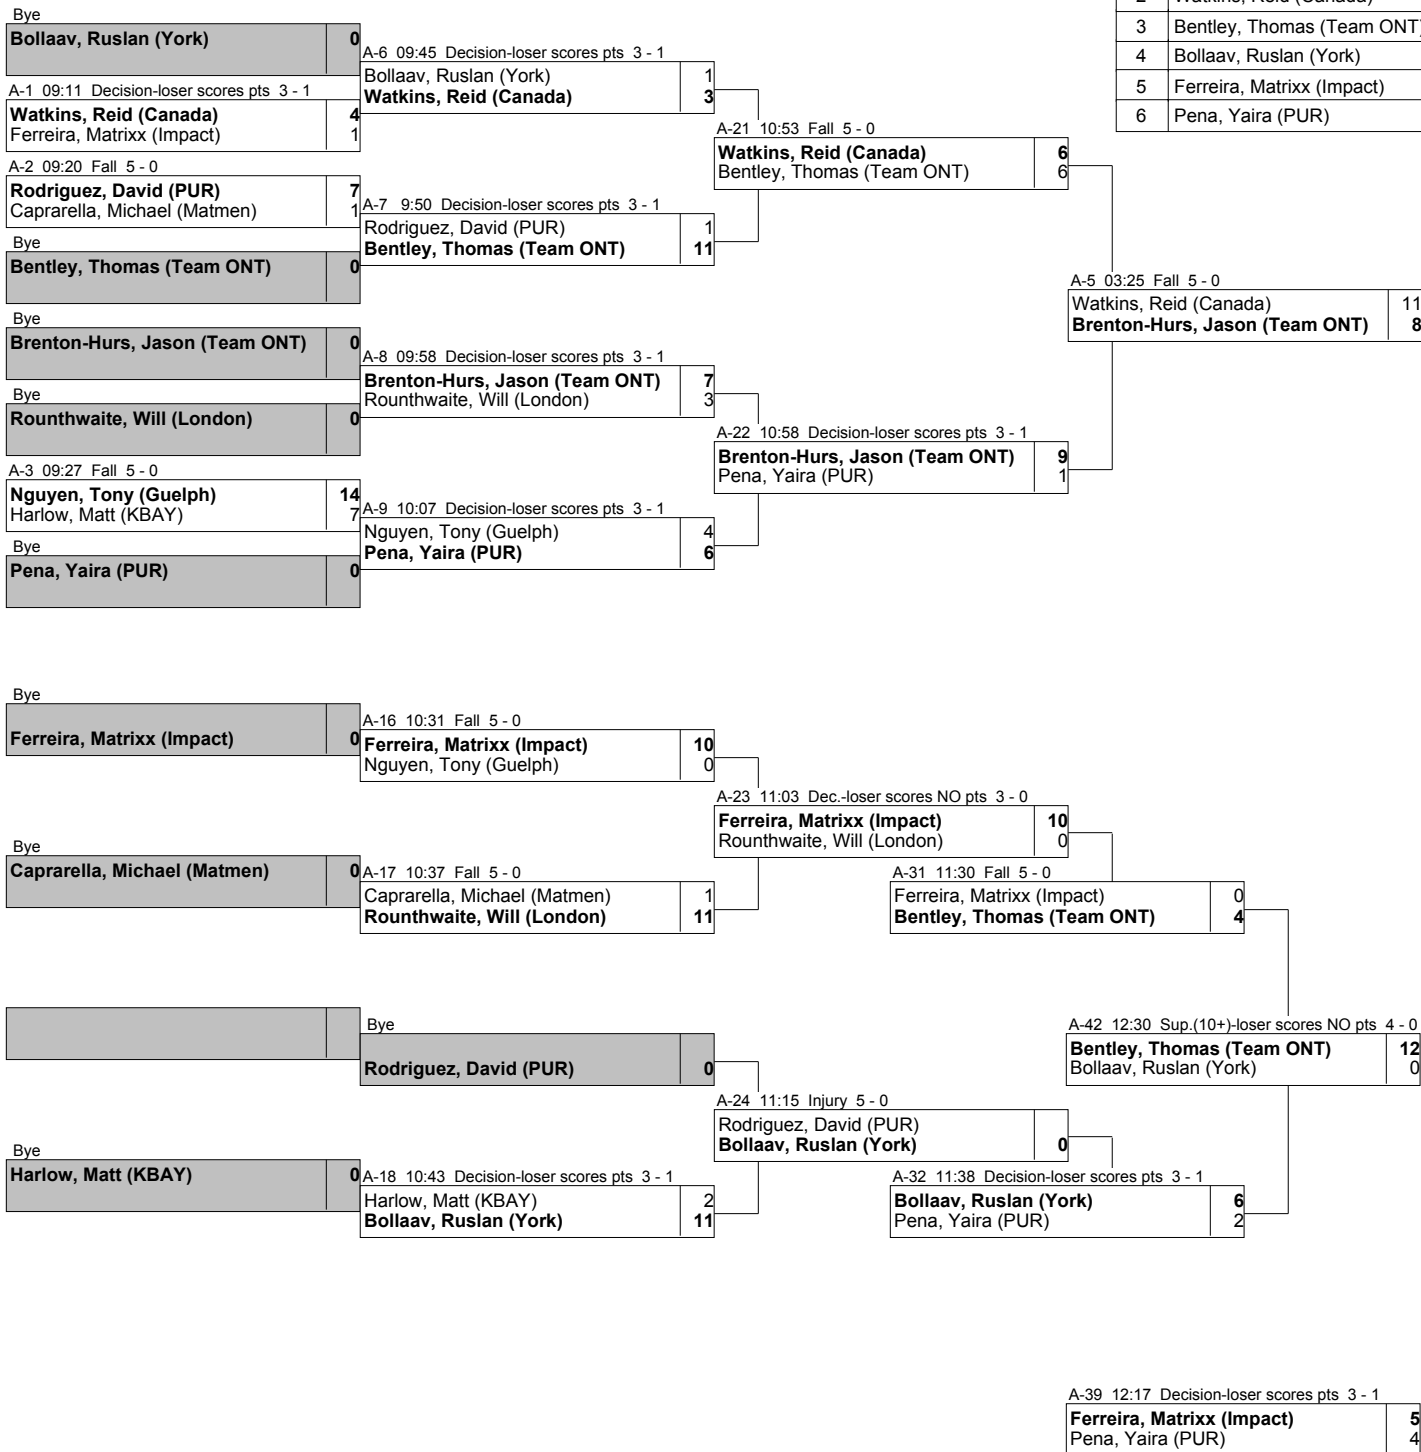 2 Watkins, Reid (Canada)
3 Bentley, Thomas (Team ONT)
4 Bollaav, Ruslan (York)
5 Ferreira, Matrixx (Impact)
6 Pena, Yaira (PUR)
Bye
Bollaav, Ruslan (York) 0
A-1 09:11 Decision-loser scores pts 3 - 1
Watkins, Reid (Canada) 4
Ferreira, Matrixx (Impact) 1
A-2 09:20 Fall 5 - 0
Rodriguez, David (PUR) 7
Caprarella, Michael (Matmen) 1
Bye
Bentley, Thomas (Team ONT) 0
Bye
Brenton-Hurs, Jason (Team ONT) 0
Bye
Rounthwaite, Will (London) 0
A-3 09:27 Fall 5 - 0
Nguyen, Tony (Guelph) 14
Harlow, Matt (KBAY) 7
Bye
Pena, Yaira (PUR) 0
A-6 09:45 Decision-loser scores pts 3 - 1
Bollaav, Ruslan (York) 1
Watkins, Reid (Canada) 3
A-7 9:50 Decision-loser scores pts 3 - 1
Rodriguez, David (PUR) 1
Bentley, Thomas (Team ONT) 11
A-8 09:58 Decision-loser scores pts 3 - 1
Brenton-Hurs, Jason (Team ONT) 7
Rounthwaite, Will (London) 3
A-9 10:07 Decision-loser scores pts 3 - 1
Nguyen, Tony (Guelph) 4
Pena, Yaira (PUR) 6
A-21 10:53 Fall 5 - 0
Watkins, Reid (Canada) 6
Bentley, Thomas (Team ONT) 6
A-22 10:58 Decision-loser scores pts 3 - 1
Brenton-Hurs, Jason (Team ONT) 9
Pena, Yaira (PUR) 1
A-5 03:25 Fall 5 - 0
Watkins, Reid (Canada) 11
Brenton-Hurs, Jason (Team ONT) 8
Bye
Ferreira, Matrixx (Impact) 0
Bye
Caprarella, Michael (Matmen) 0
Bye
Harlow, Matt (KBAY) 0
A-16 10:31 Fall 5 - 0
Ferreira, Matrixx (Impact) 10
Nguyen, Tony (Guelph) 0
A-17 10:37 Fall 5 - 0
Caprarella, Michael (Matmen) 1
Rounthwaite, Will (London) 11
Bye
Rodriguez, David (PUR) 0
A-18 10:43 Decision-loser scores pts 3 - 1
Harlow, Matt (KBAY) 2
Bollaav, Ruslan (York) 11
A-23 11:03 Dec.-loser scores NO pts 3 - 0
Ferreira, Matrixx (Impact) 10
Rounthwaite, Will (London) 0
A-24 11:15 Injury 5 - 0
Rodriguez, David (PUR)
Bollaav, Ruslan (York) 0
A-31 11:30 Fall 5 - 0
Ferreira, Matrixx (Impact) 0
Bentley, Thomas (Team ONT) 4
A-32 11:38 Decision-loser scores pts 3 - 1
Bollaav, Ruslan (York) 6
Pena, Yaira (PUR) 2
A-42 12:30 Sup.(10+)-loser scores NO pts 4 - 0
Bentley, Thomas (Team ONT) 12
Bollaav, Ruslan (York) 0
A-39 12:17 Decision-loser scores pts 3 - 1
Ferreira, Matrixx (Impact) 5
Pena, Yaira (PUR) 4